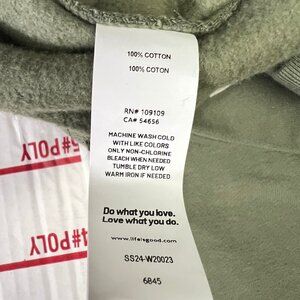 100% COTTON
100% COTON
RN# 109109
CA# 54656
MACHINE WASH COLD
WITH LIKE COLORS
ONLY NON-CHLORINE
BLEACH WHEN NEEDED
TUMBLE DRY LOW
WARM IRON IF NEEDED
Do what you love.
Love what you do.
www.lifeisgood.com
SS24-W20023
6845
#POLY
#POLY